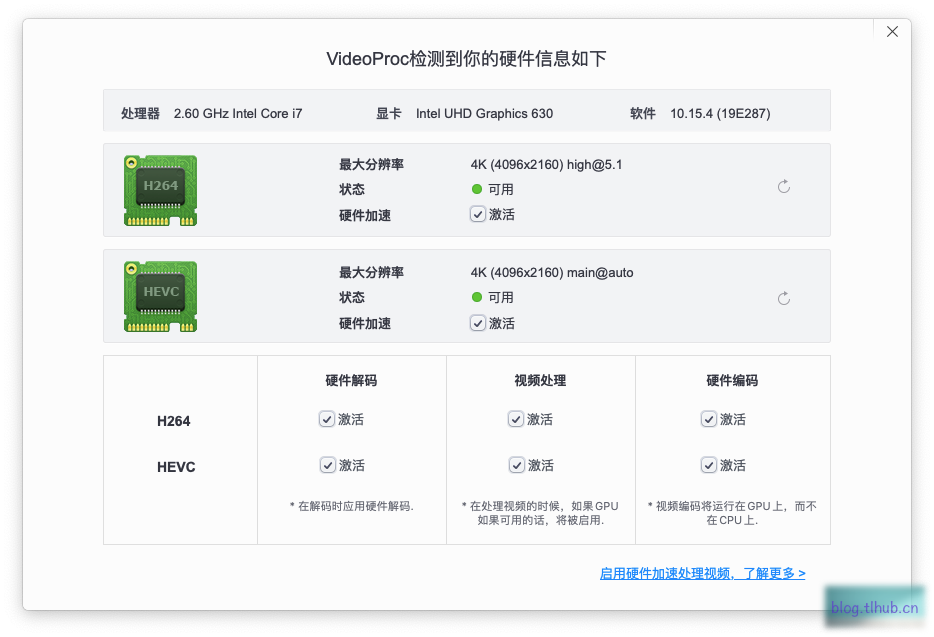 VideoProc检测到你的硬件信息如下
处理器 2.60 GHz Intel Core i7 显卡 Intel UHD Graphics 630 软件 10.15.4 (19E287)
H264
最大分辨率 4K (4096x2160) high@5.1
状态 可用
硬件加速 激活
HEVC
最大分辨率 4K (4096x2160) main@auto
状态 可用
硬件加速 激活
硬件解码 视频处理 硬件编码
H264 激活 激活 激活
HEVC 激活 激活 激活
* 在解码时应用硬件解码.
* 在处理视频的时候，如果GPU
如果可用的话，将被启用.
* 视频编码将运行在GPU上，而不
在CPU上.
启用硬件加速处理视频，了解更多 >
blog.tlhub.cn